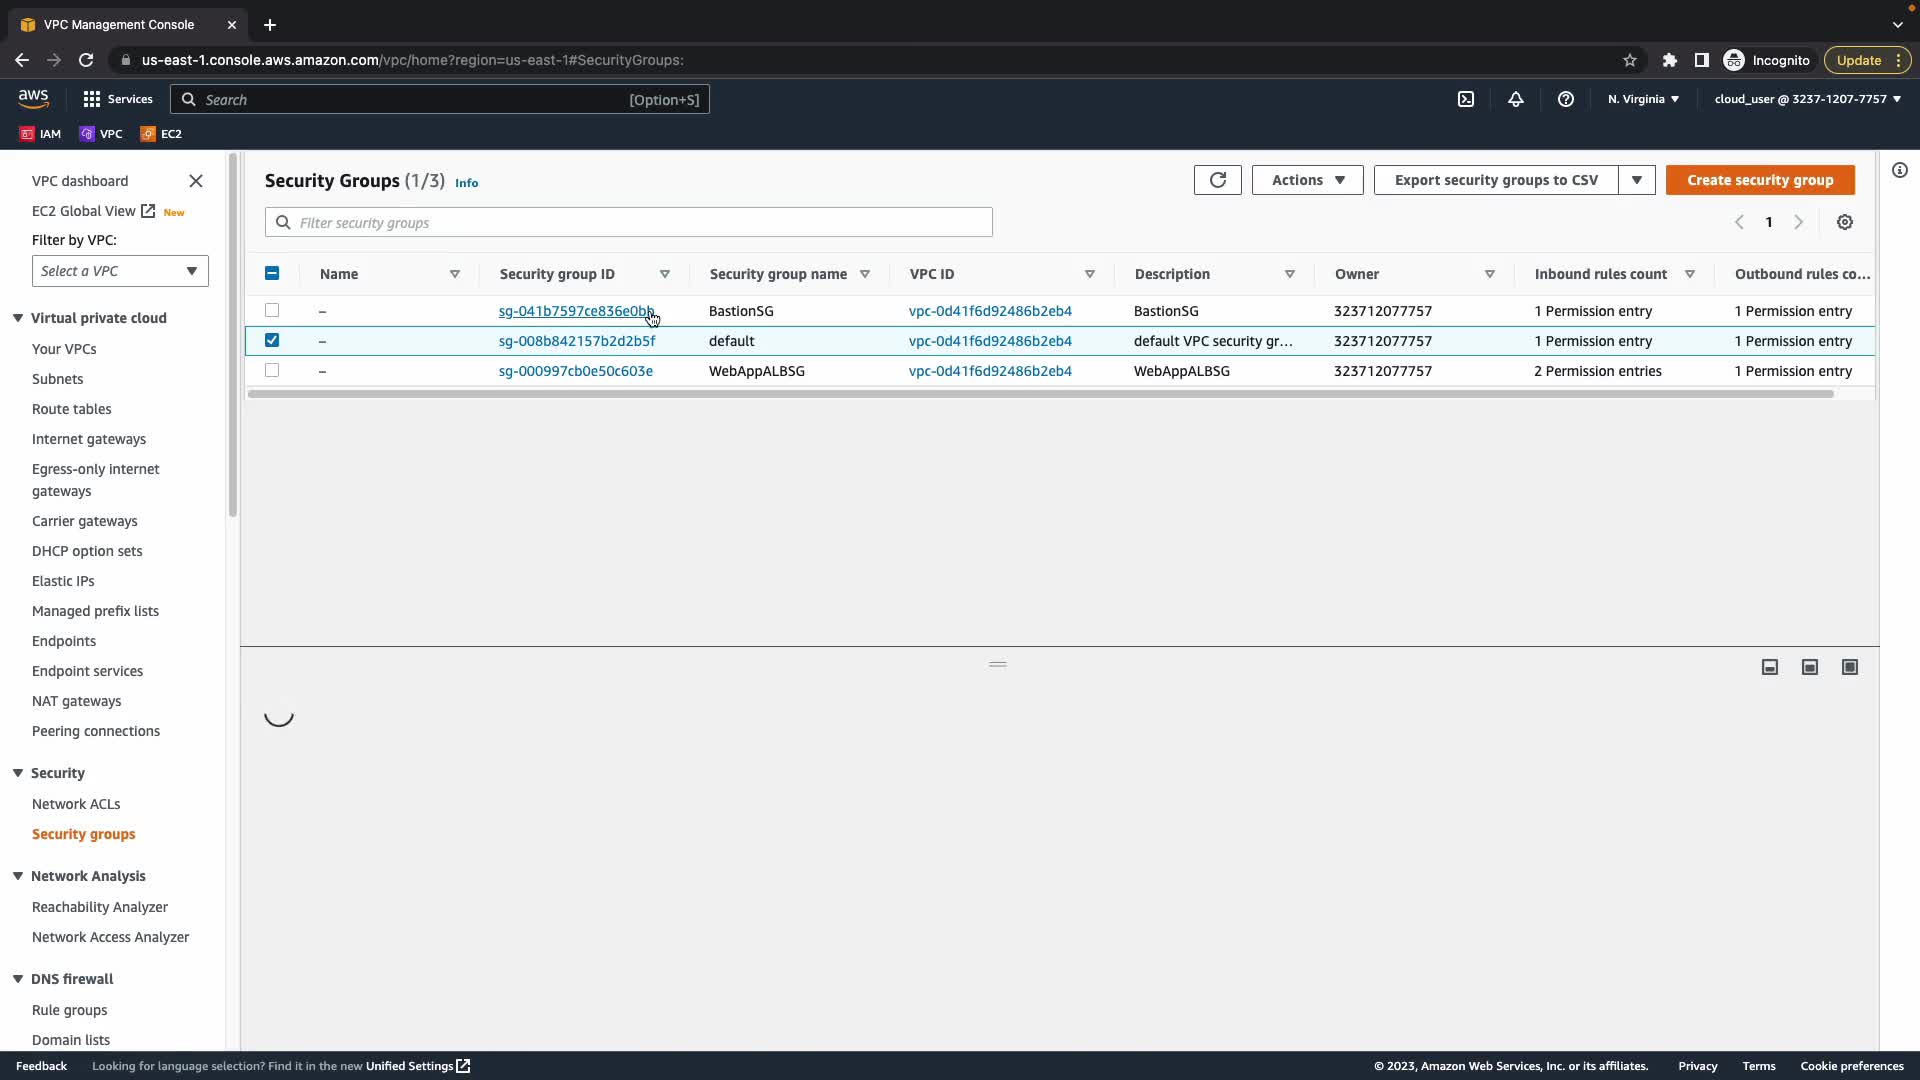 VPC Management Console
us-east-1.console.aws.amazon.com/vpc/home?region=us-east-1#SecurityGroups:
Incognito
Update
aws
Services
Search
[Option+S]
N. Virginia
cloud_user @ 3237-1207-7757
IAM
VPC
EC2
VPC dashboard
EC2 Global View New
Filter by VPC:
Select a VPC
Virtual private cloud
Your VPCs
Subnets
Route tables
Internet gateways
Egress-only internet
gateways
Carrier gateways
DHCP option sets
Elastic IPs
Managed prefix lists
Endpoints
Endpoint services
NAT gateways
Peering connections
Security
Network ACLs
Security groups
Network Analysis
Reachability Analyzer
Network Access Analyzer
DNS firewall
Rule groups
Domain lists
Security Groups (1/3) Info
Actions
Export security groups to CSV
Create security group
Filter security groups
1
Name Security group ID Security group name VPC ID Description Owner Inbound rules count Outbound rules co...
– sg-041b7597ce836e0bb BastionSG vpc-0d41f6d92486b2eb4 BastionSG 323712077757 1 Permission entry 1 Permission entry
– sg-008b842157b2d2b5f default vpc-0d41f6d92486b2eb4 default VPC security gr... 323712077757 1 Permission entry 1 Permission entry
– sg-000997cb0e50c603e WebAppALBSG vpc-0d41f6d92486b2eb4 WebAppALBSG 323712077757 2 Permission entries 1 Permission entry
Feedback
Looking for language selection? Find it in the new Unified Settings
© 2023, Amazon Web Services, Inc. or its affiliates.
Privacy
Terms
Cookie preferences